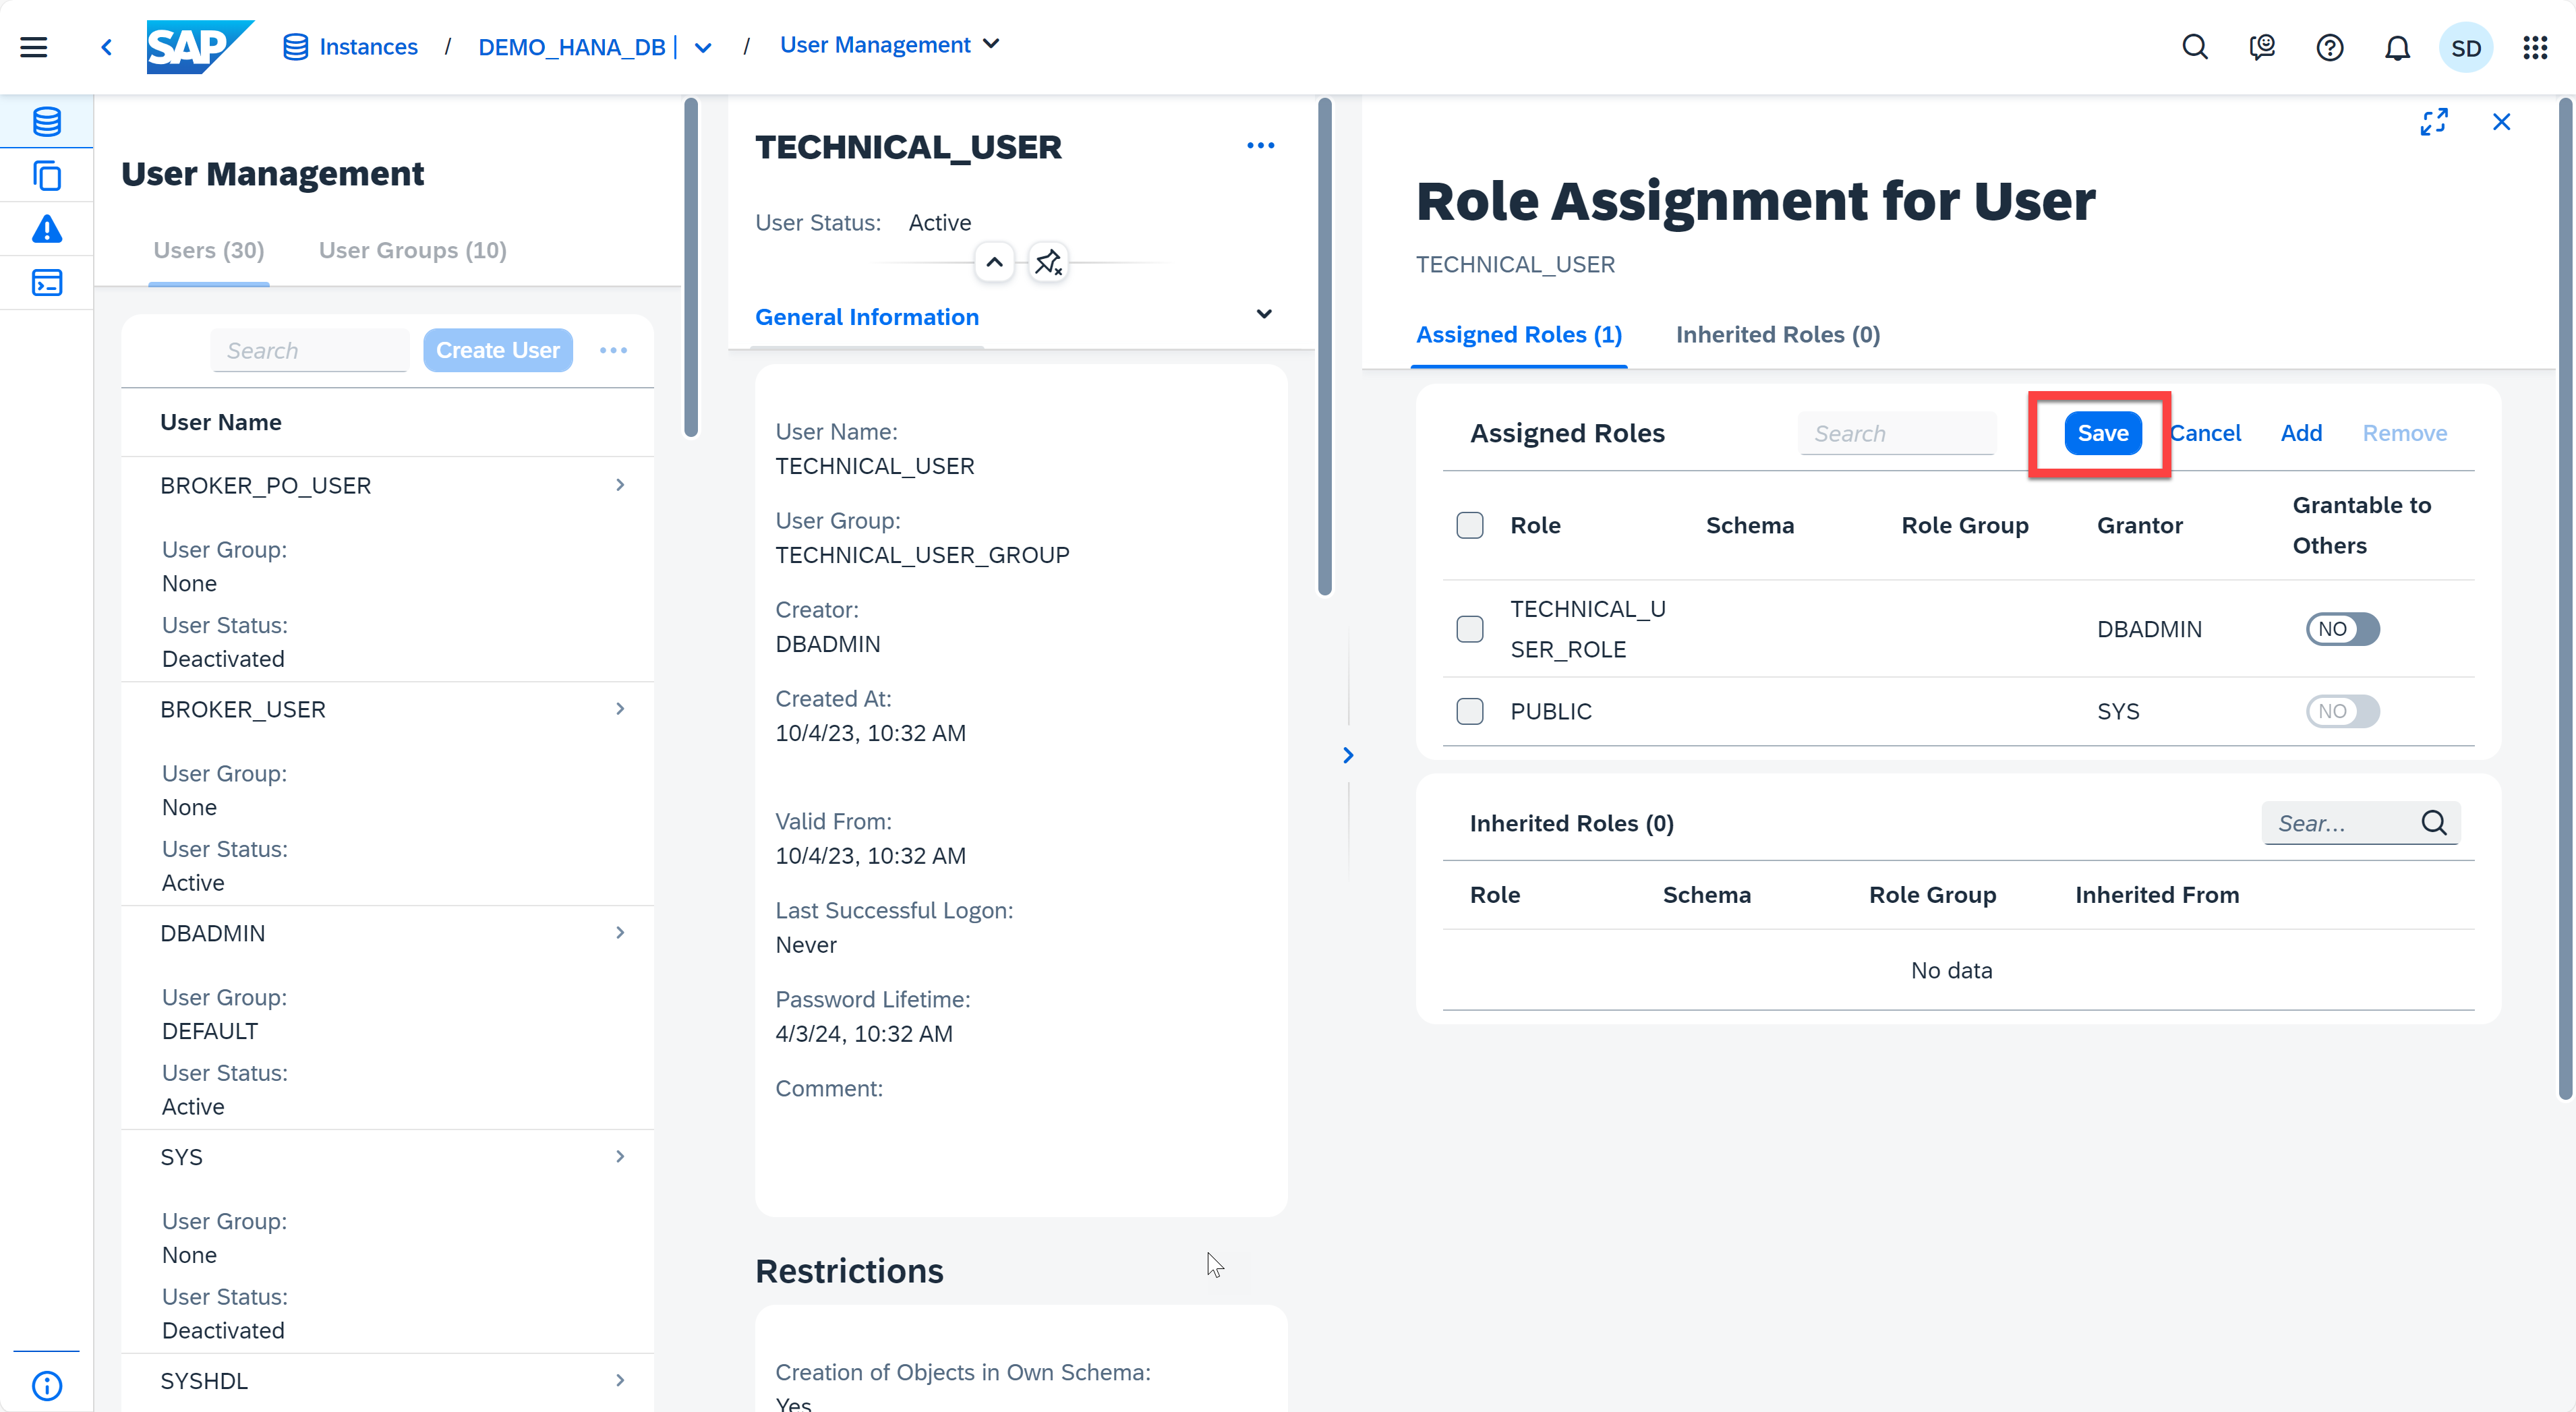 SAP
Instances / DEMO_HANA_DB | / User Management
SD
User Management
Users (30) User Groups (10)
Search Create User
User Name
BROKER_PO_USER
User Group:
None
User Status:
Deactivated
BROKER_USER
User Group:
None
User Status:
Active
DBADMIN
User Group:
DEFAULT
User Status:
Active
SYS
User Group:
None
User Status:
Deactivated
SYSHDL
TECHNICAL_USER
User Status: Active
General Information
User Name:
TECHNICAL_USER
User Group:
TECHNICAL_USER_GROUP
Creator:
DBADMIN
Created At:
10/4/23, 10:32 AM
Valid From:
10/4/23, 10:32 AM
Last Successful Logon:
Never
Password Lifetime:
4/3/24, 10:32 AM
Comment:
Restrictions
Creation of Objects in Own Schema:
Yes
Role Assignment for User
TECHNICAL_USER
Assigned Roles (1) Inherited Roles (0)
Assigned Roles Search Save Cancel Add Remove
Role Schema Role Group Grantor Grantable to
Others
TECHNICAL_U
SER_ROLE DBADMIN NO
PUBLIC SYS NO
Inherited Roles (0) Sear...
Role Schema Role Group Inherited From
No data